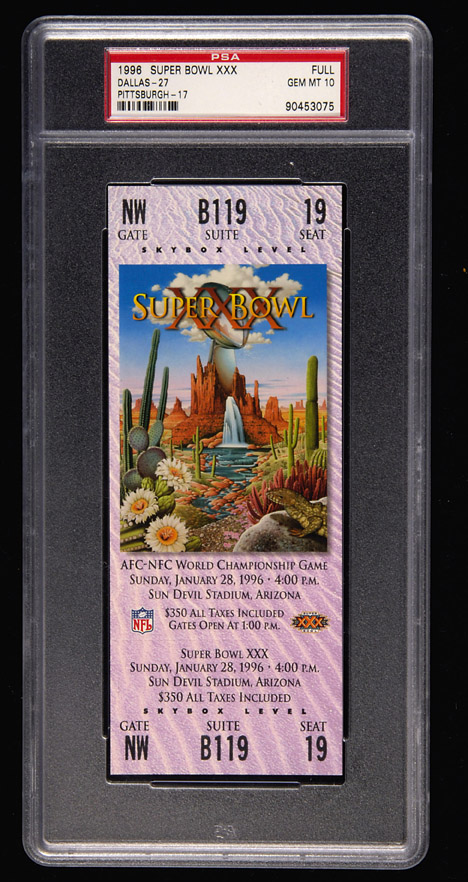 PSA
1996 SUPER BOWL XXX FULL
DALLAS-27 GEM MT 10
PITTSBURGH-17
90453075
NW B119 19
GATE SUITE SEAT
SKYBOX LEVEL
XXX
SUPER BOWL
AFC-NFC WORLD CHAMPIONSHIP GAME
SUNDAY, JANUARY 28, 1996 • 4:00 P.M.
SUN DEVIL STADIUM, ARIZONA
NFL $350 ALL TAXES INCLUDED XXX
GATES OPEN AT 1:00 P.M.
SUPER BOWL XXX
SUNDAY, JANUARY 28, 1996 • 4:00 P.M.
SUN DEVIL STADIUM, ARIZONA
$350 ALL TAXES INCLUDED
SKYBOX LEVEL
GATE SUITE SEAT
NW B119 19